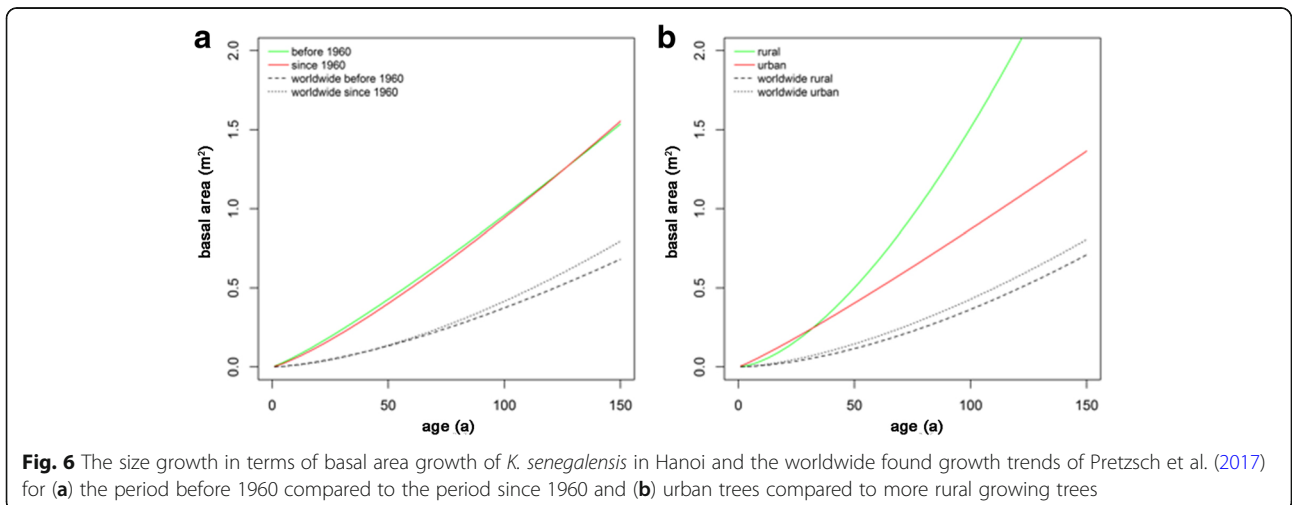 a
before 1960
since 1960
worldwide before 1960
worldwide since 1960
2.0
1.5
1.0
0.5
0.0
basal area (m²)
0 50 100 150
age (a)
b
rural
urban
worldwide rural
worldwide urban
2.0
1.5
1.0
0.5
0.0
basal area (m²)
0 50 100 150
age (a)
Fig. 6 The size growth in terms of basal area growth of K. senegalensis in Hanoi and the worldwide found growth trends of Pretzsch et al. (2017)
for (a) the period before 1960 compared to the period since 1960 and (b) urban trees compared to more rural growing trees